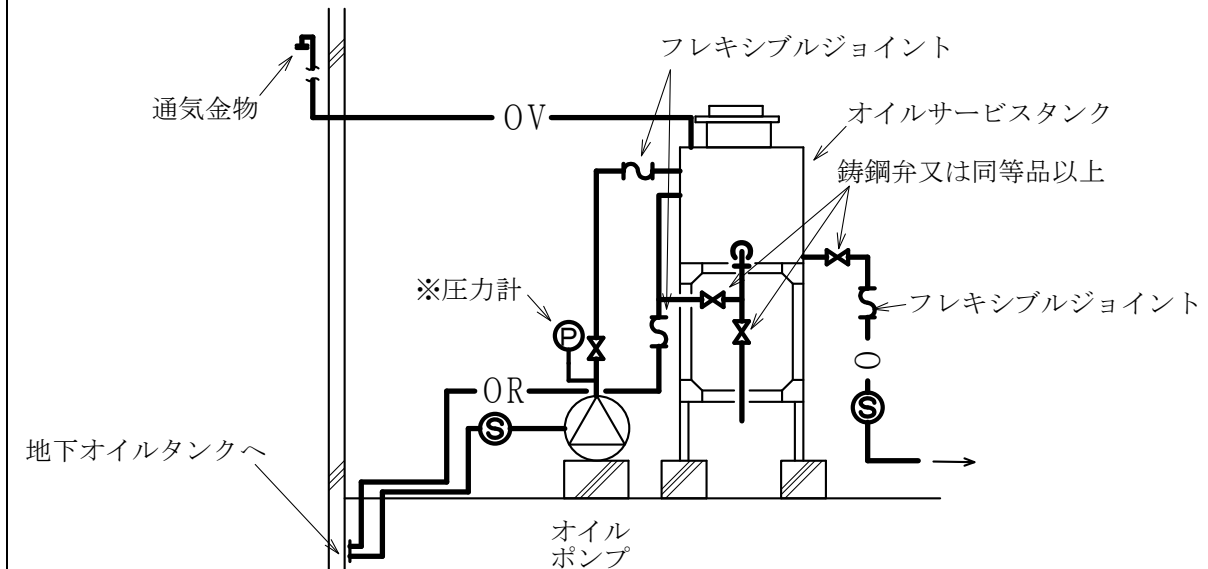 フレキシブルジョイント
通気金物
OV
オイルサービスタンク
鋳鋼弁又は同等品以上
※圧力計
P
フレキシブルジョイント
O
OR
S
S
地下オイルタンクへ
オイル
ポンプ